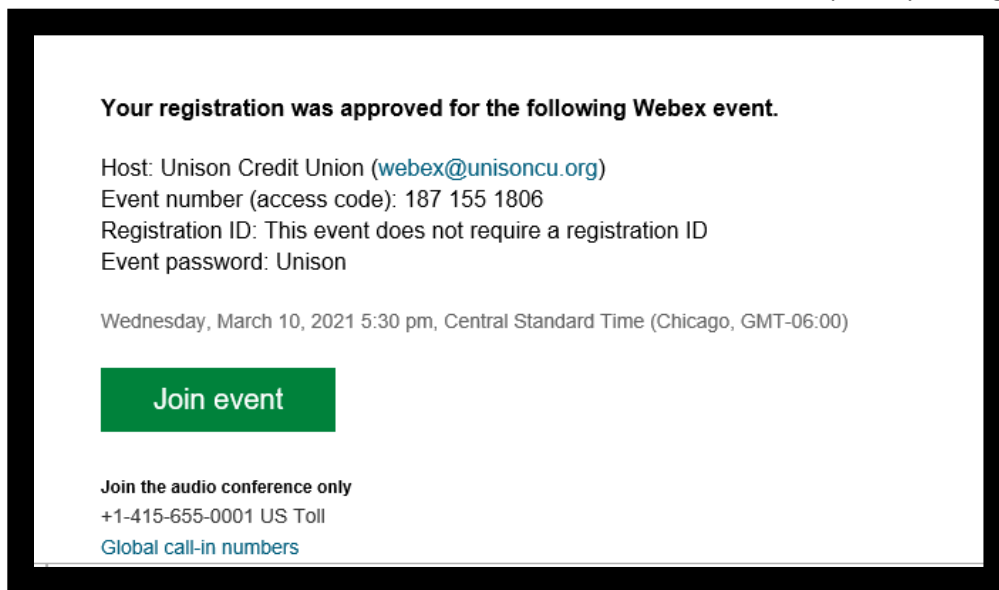 Your registration was approved for the following Webex event.
Host: Unison Credit Union (webex@unisoncu.org)
Event number (access code): 187 155 1806
Registration ID: This event does not require a registration ID
Event password: Unison
Wednesday, March 10, 2021 5:30 pm, Central Standard Time (Chicago, GMT-06:00)
Join event
Join the audio conference only
+1-415-655-0001 US Toll
Global call-in numbers